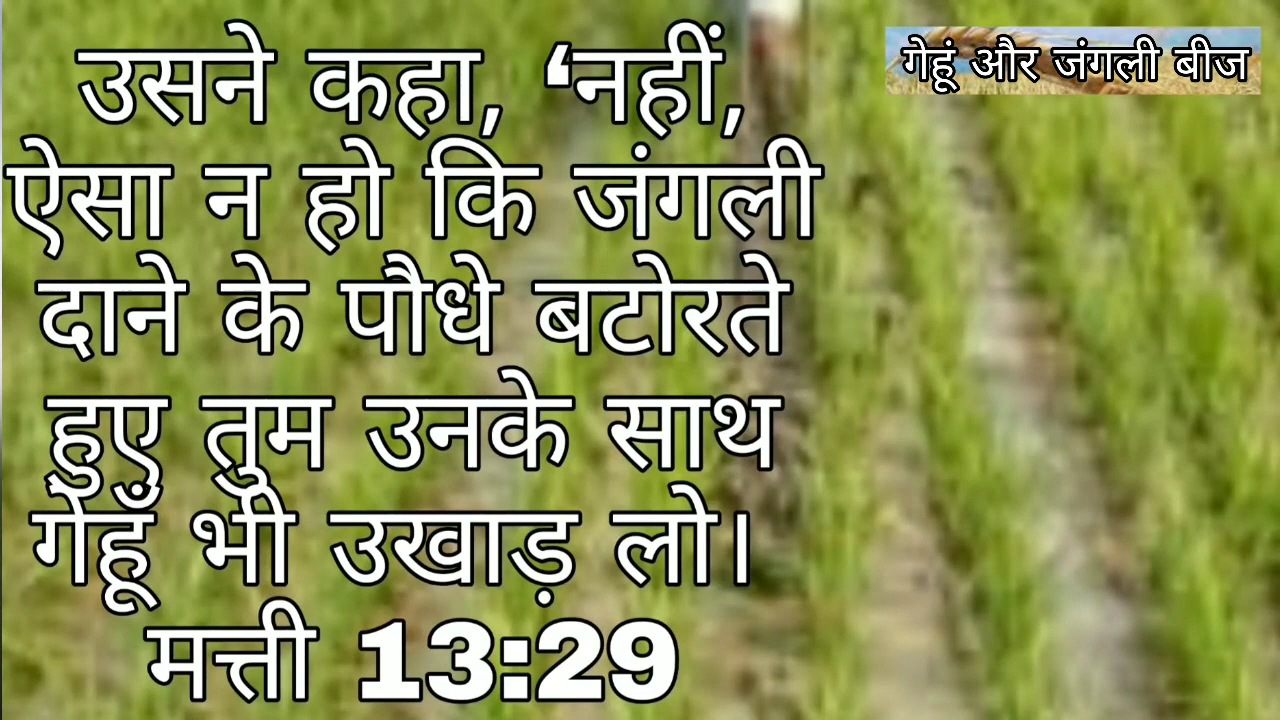 उसने कहा, ‘नहीं,
ऐसा न हो कि जंगली
दाने के पौधे बटोरते
हुए तुम उनके साथ
गेहूँ भी उखाड़ लो।
मत्ती 13:29
गेहूं और जंगली बीज